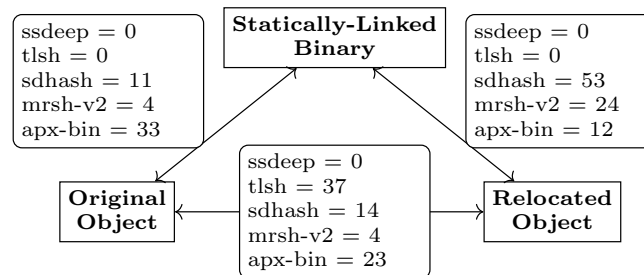 ssdeep = 0
tlsh = 0
sdhash = 11
mrsh-v2 = 4
apx-bin = 33
Statically-Linked
Binary
ssdeep = 0
tlsh = 0
sdhash = 53
mrsh-v2 = 24
apx-bin = 12
Original
Object
ssdeep = 0
tlsh = 37
sdhash = 14
mrsh-v2 = 4
apx-bin = 23
Relocated
Object